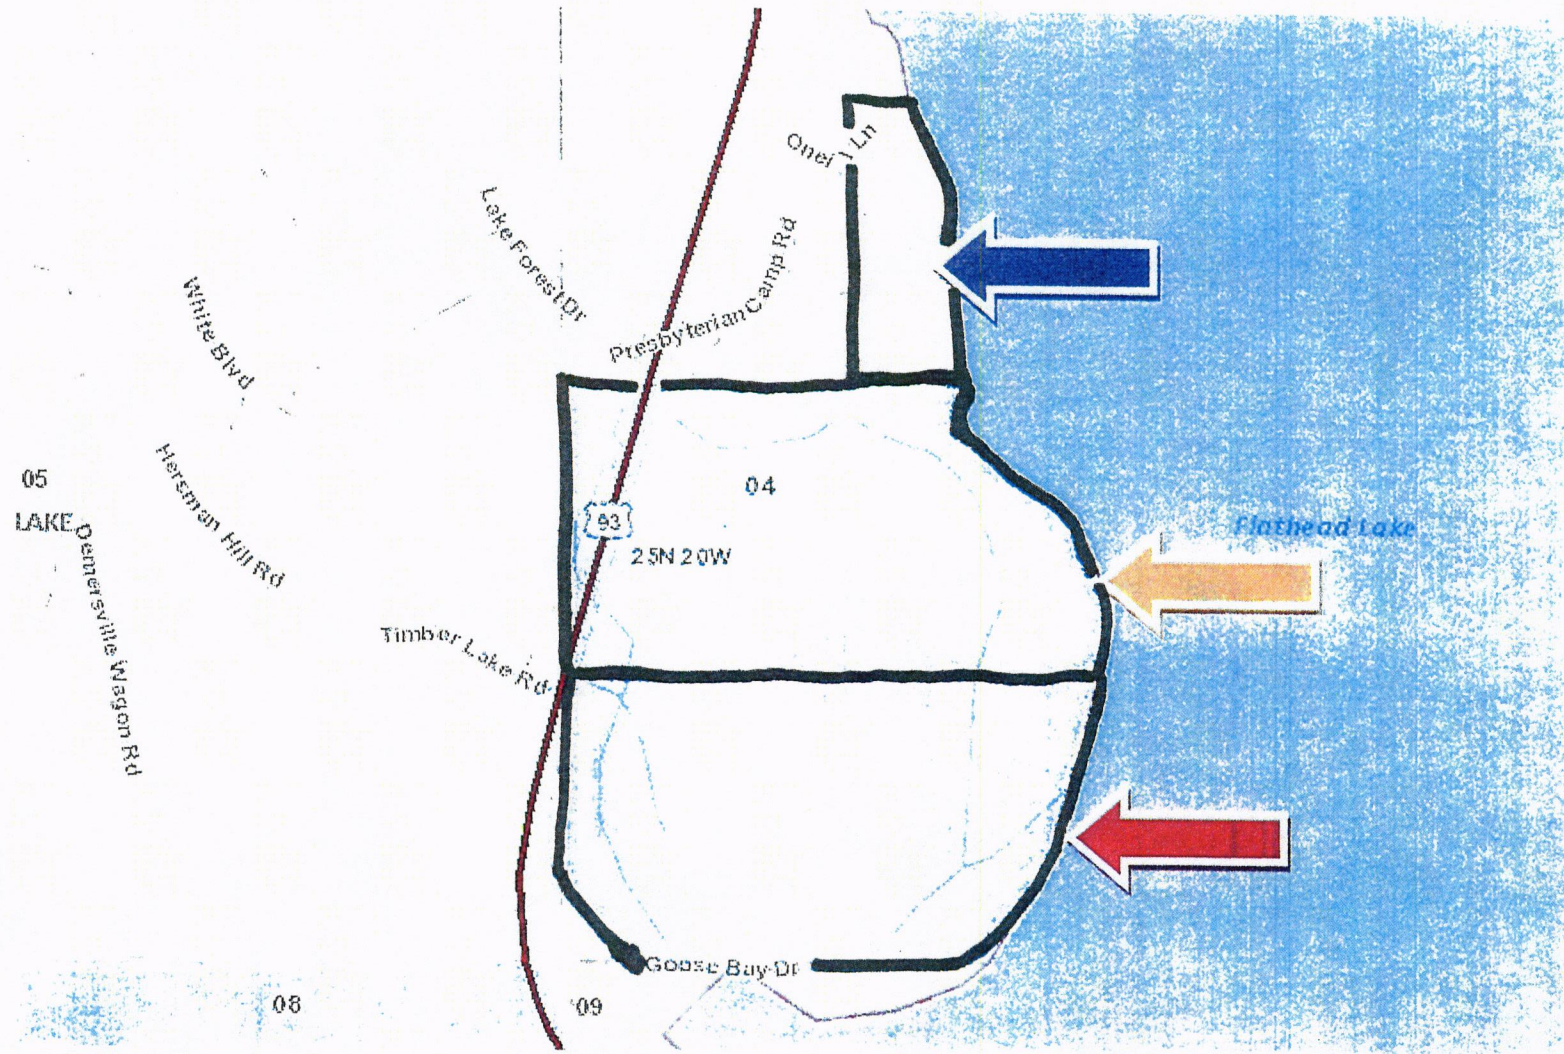 Oneil Ln
Lake Forest Dr
Presbyterian Camp Rd
White Blvd
05
LAKE
Hersman Hill Rd
04
93
Flathead Lake
25N 20W
Demersville Wagon Rd
Timber Lake Rd
Goose Bay Dr
08
09